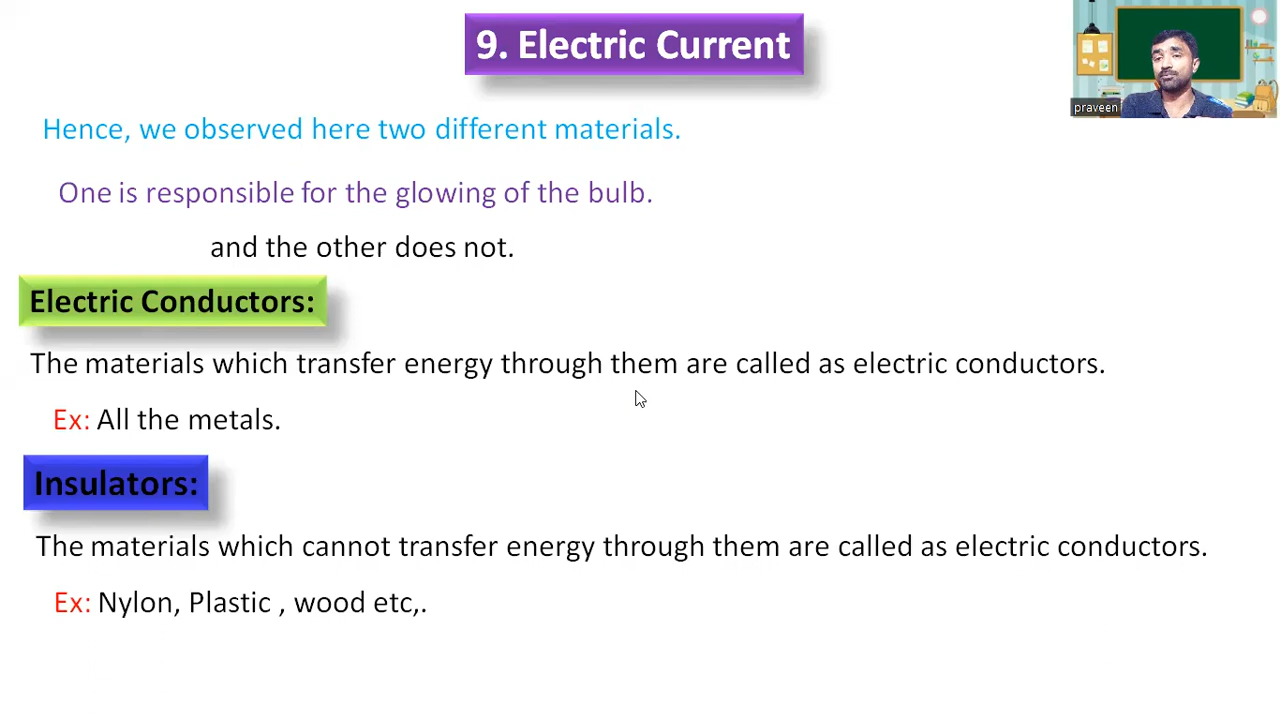 9. Electric Current
praveen
Hence, we observed here two different materials.
One is responsible for the glowing of the bulb.
and the other does not.
Electric Conductors:
The materials which transfer energy through them are called as electric conductors.
Ex: All the metals.
Insulators:
The materials which cannot transfer energy through them are called as electric conductors.
Ex: Nylon, Plastic , wood etc,.